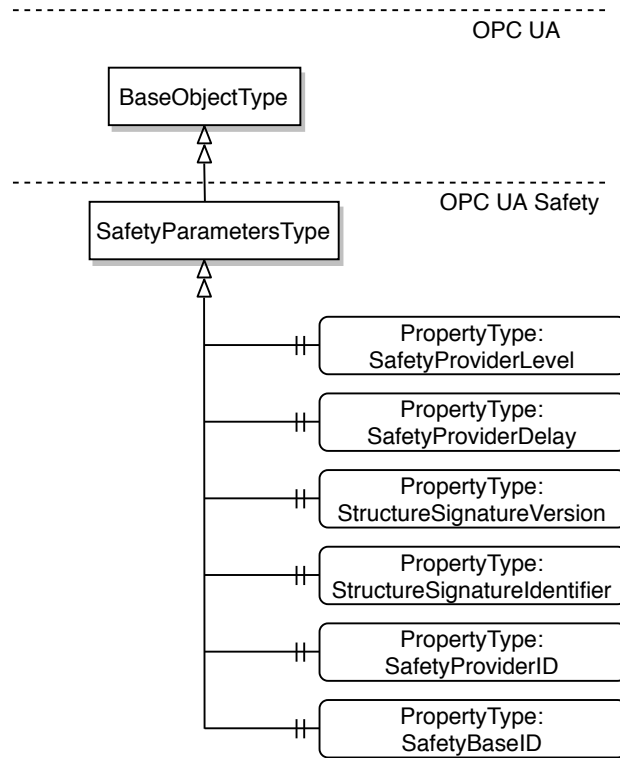 OPC UA
BaseObjectType
OPC UA Safety
SafetyParametersType
PropertyType:
SafetyProviderLevel
PropertyType:
SafetyProviderDelay
PropertyType:
StructureSignatureVersion
PropertyType:
StructureSignatureIdentifier
PropertyType:
SafetyProviderID
PropertyType:
SafetyBaseID